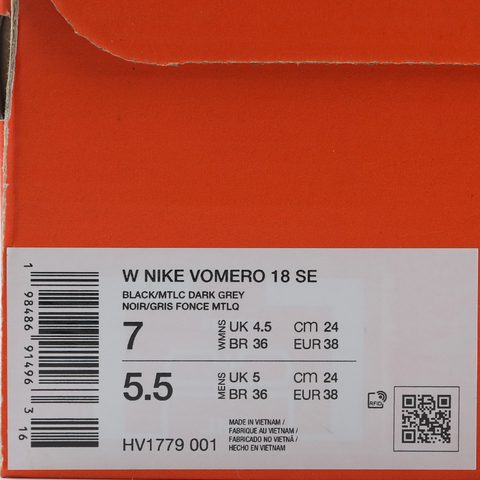 W NIKE VOMERO 18 SE
BLACK/MTLC DARK GREY
NOIR/GRIS FONCE MTLQ
7 WMNS UK 4.5 cm 24
BR 36 EUR 38
5.5 MENS UK 5 cm 24
BR 36 EUR 38
MADE IN VIETNAM /
FABRIQUE AU VIETNAM /
FABRICADO NO VIETNÃ /
HECHO EN VIETNAM
HV1779 001
RFID
1 98486 91496 3 16